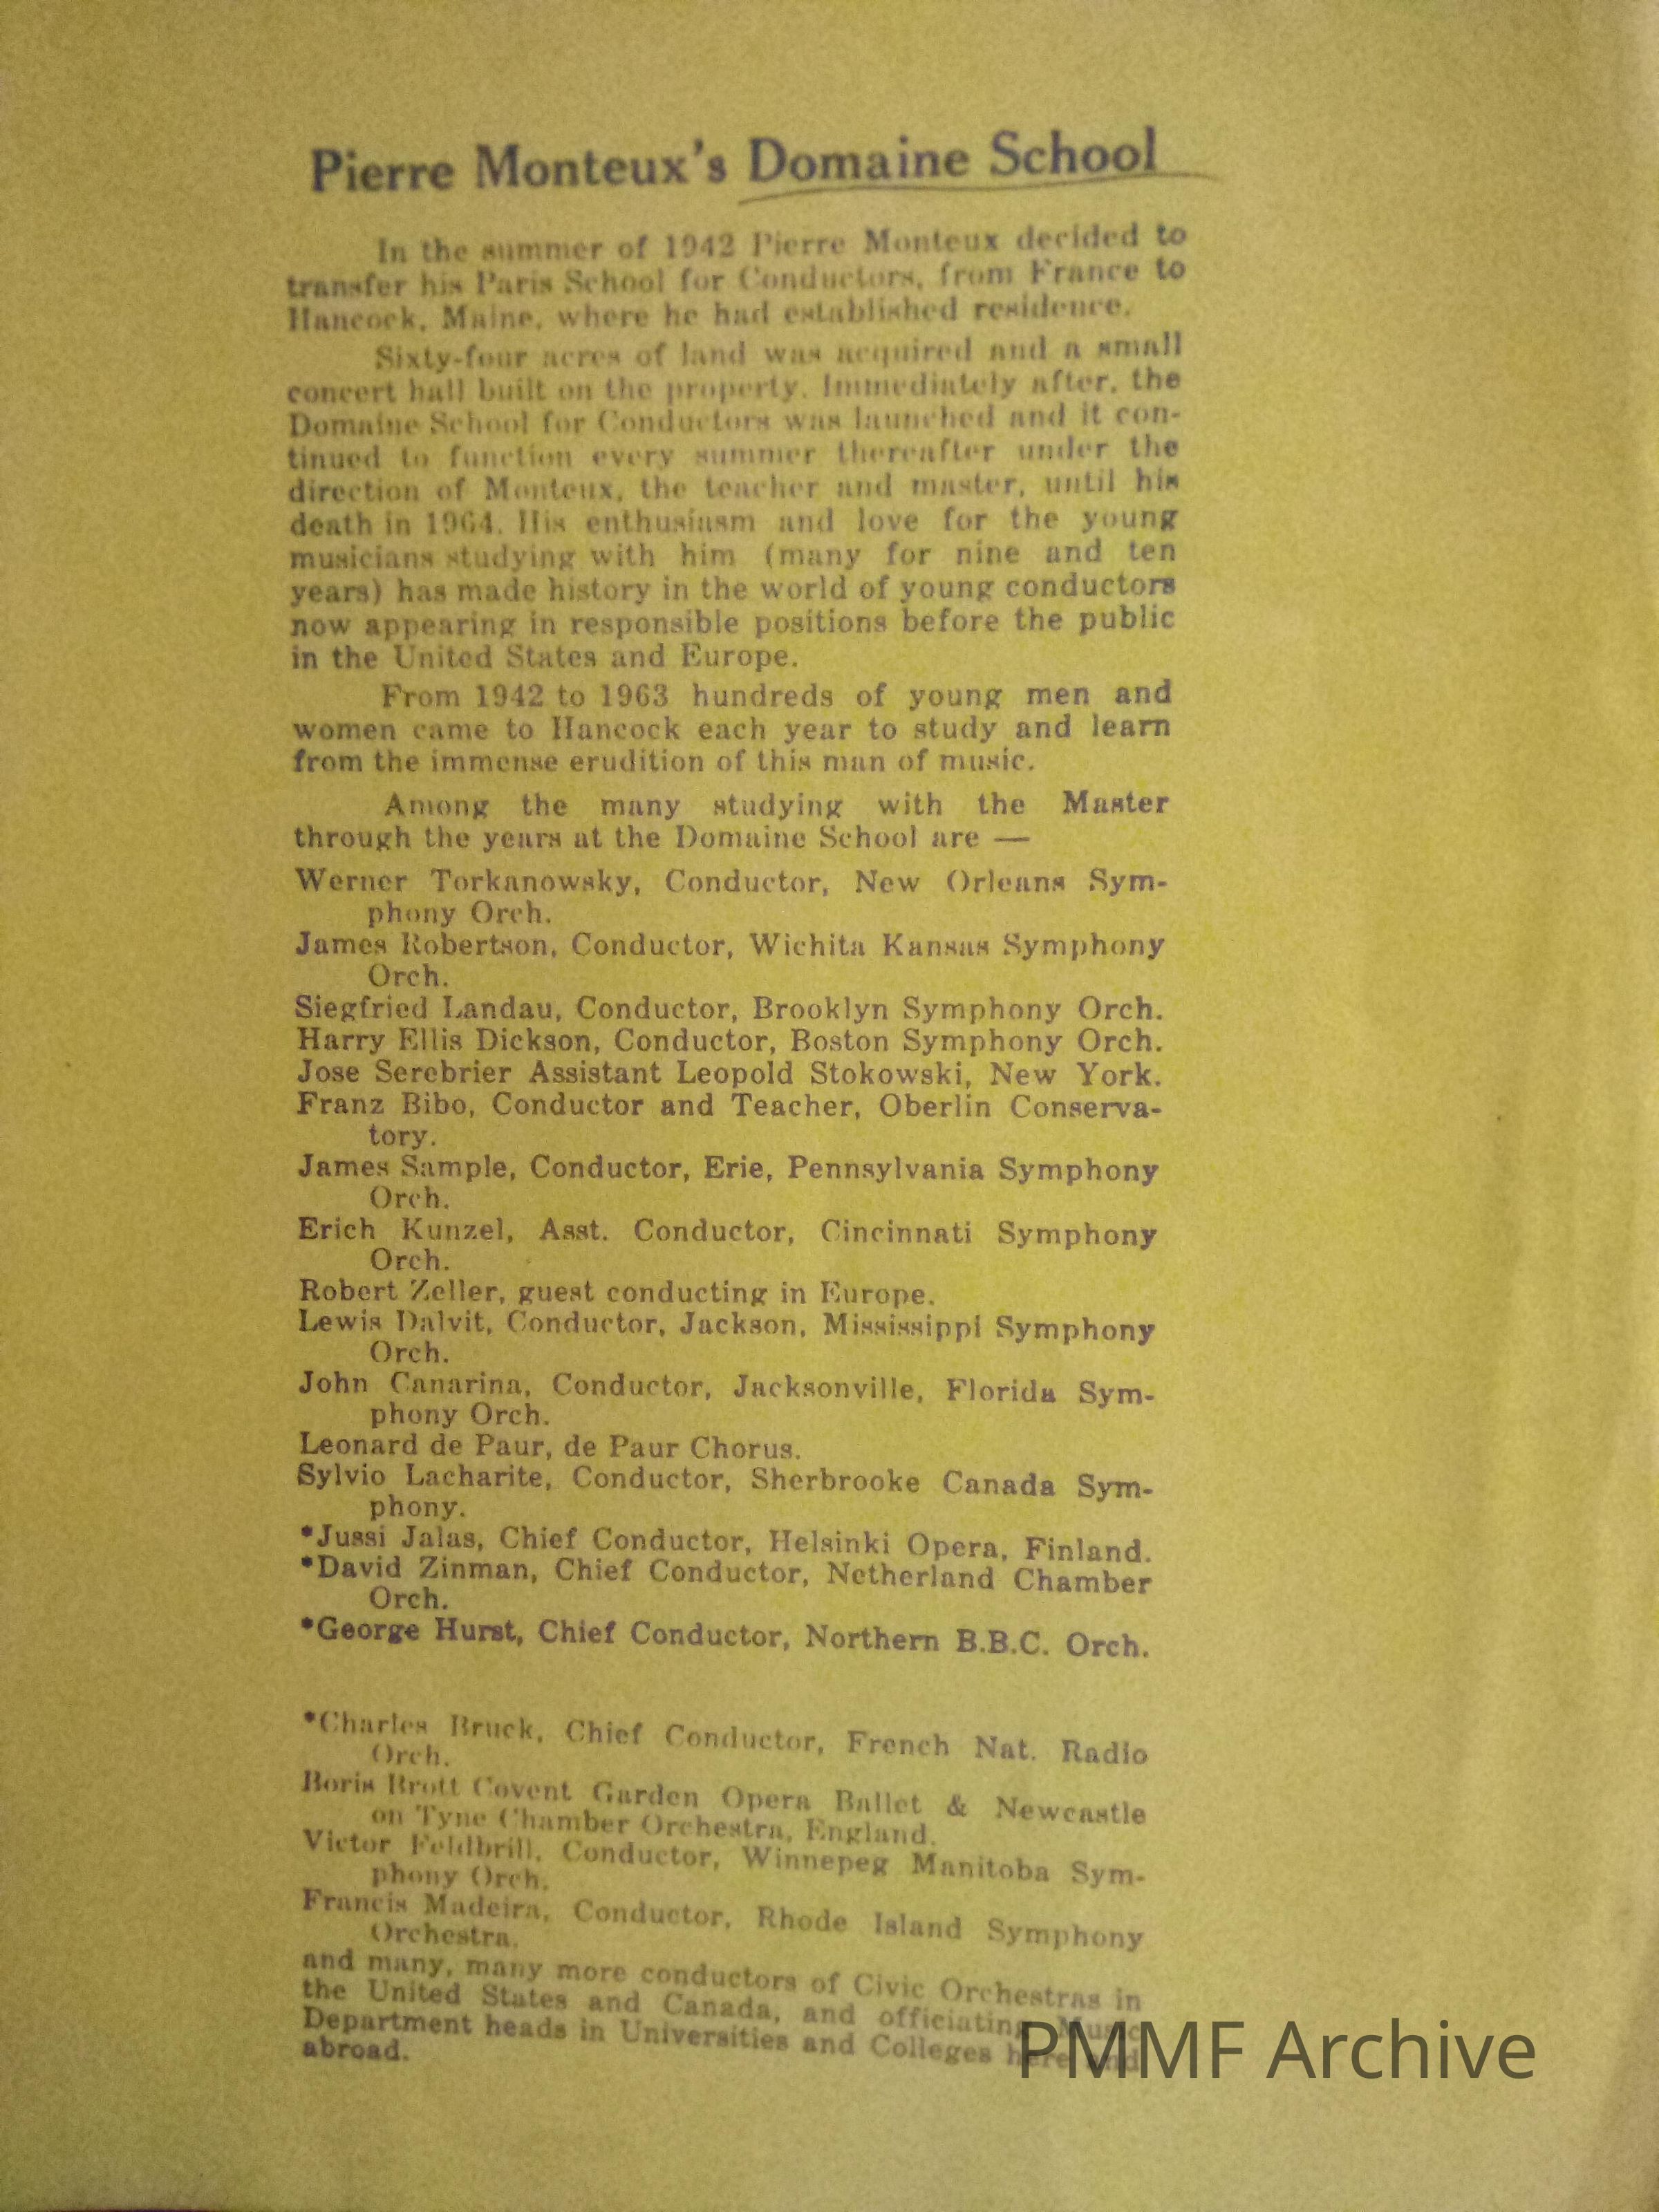 Pierre Monteux's Domaine School
In the summer of 1942 Pierre Monteux decided to
transfer his Paris School for Conductors, from France to
Hancock, Maine, where he had established residence.
Sixty-four acres of land was acquired and a small
concert hall built on the property. Immediately after, the
Domaine School for Conductors was launched and it con-
tinued to function every summer thereafter under the
direction of Monteux, the teacher and master, until his
death in 1964. His enthusiasm and love for the young
musicians studying with him (many for nine and ten
years) has made history in the world of young conductors
now appearing in responsible positions before the public
in the United States and Europe.
From 1942 to 1963 hundreds of young men and
women came to Hancock each year to study and learn
from the immense erudition of this man of music.
Among the many studying with the Master
through the years at the Domaine School are —
Werner Torkanowsky, Conductor, New Orleans Sym-
phony Orch.
James Robertson, Conductor, Wichita Kansas Symphony
Orch.
Siegfried Landau, Conductor, Brooklyn Symphony Orch.
Harry Ellis Dickson, Conductor, Boston Symphony Orch.
Jose Serebrier Assistant Leopold Stokowski, New York.
Franz Bibo, Conductor and Teacher, Oberlin Conserva-
tory.
James Sample, Conductor, Erie, Pennsylvania Symphony
Orch.
Erich Kunzel, Asst. Conductor, Cincinnati Symphony
Orch.
Robert Zeller, guest conducting in Europe.
Lewis Dalvit, Conductor, Jackson, Mississippi Symphony
Orch.
John Canarina, Conductor, Jacksonville, Florida Sym-
phony Orch.
Leonard de Paur, de Paur Chorus.
Sylvio Lacharite, Conductor, Sherbrooke Canada Sym-
phony.
*Jussi Jalas, Chief Conductor, Helsinki Opera, Finland.
*David Zinman, Chief Conductor, Netherland Chamber
Orch.
*George Hurst, Chief Conductor, Northern B.B.C. Orch.
*Charles Bruck, Chief Conductor, French Nat. Radio
Orch.
Boris Brott Covent Garden Opera Ballet & Newcastle
on Tyne Chamber Orchestra, England.
Victor Feldbrill, Conductor, Winnepeg Manitoba Sym-
phony Orch.
Francis Madeira, Conductor, Rhode Island Symphony
Orchestra.
and many, many more conductors of Civic Orchestras in
the United States and Canada, and officiating Music
Department heads in Universities and Colleges here and
abroad.
PMMF Archive